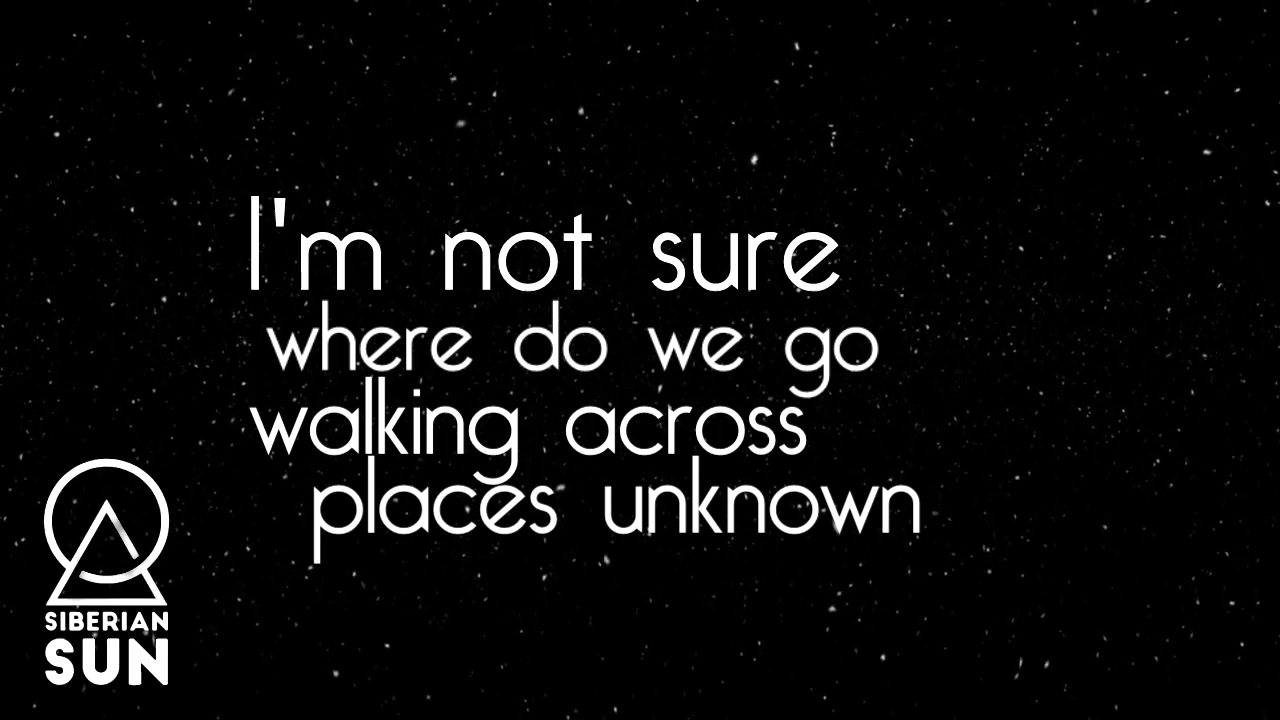 I'm not sure
where do we go
walking across
places unknown
SIBERIAN
SUN